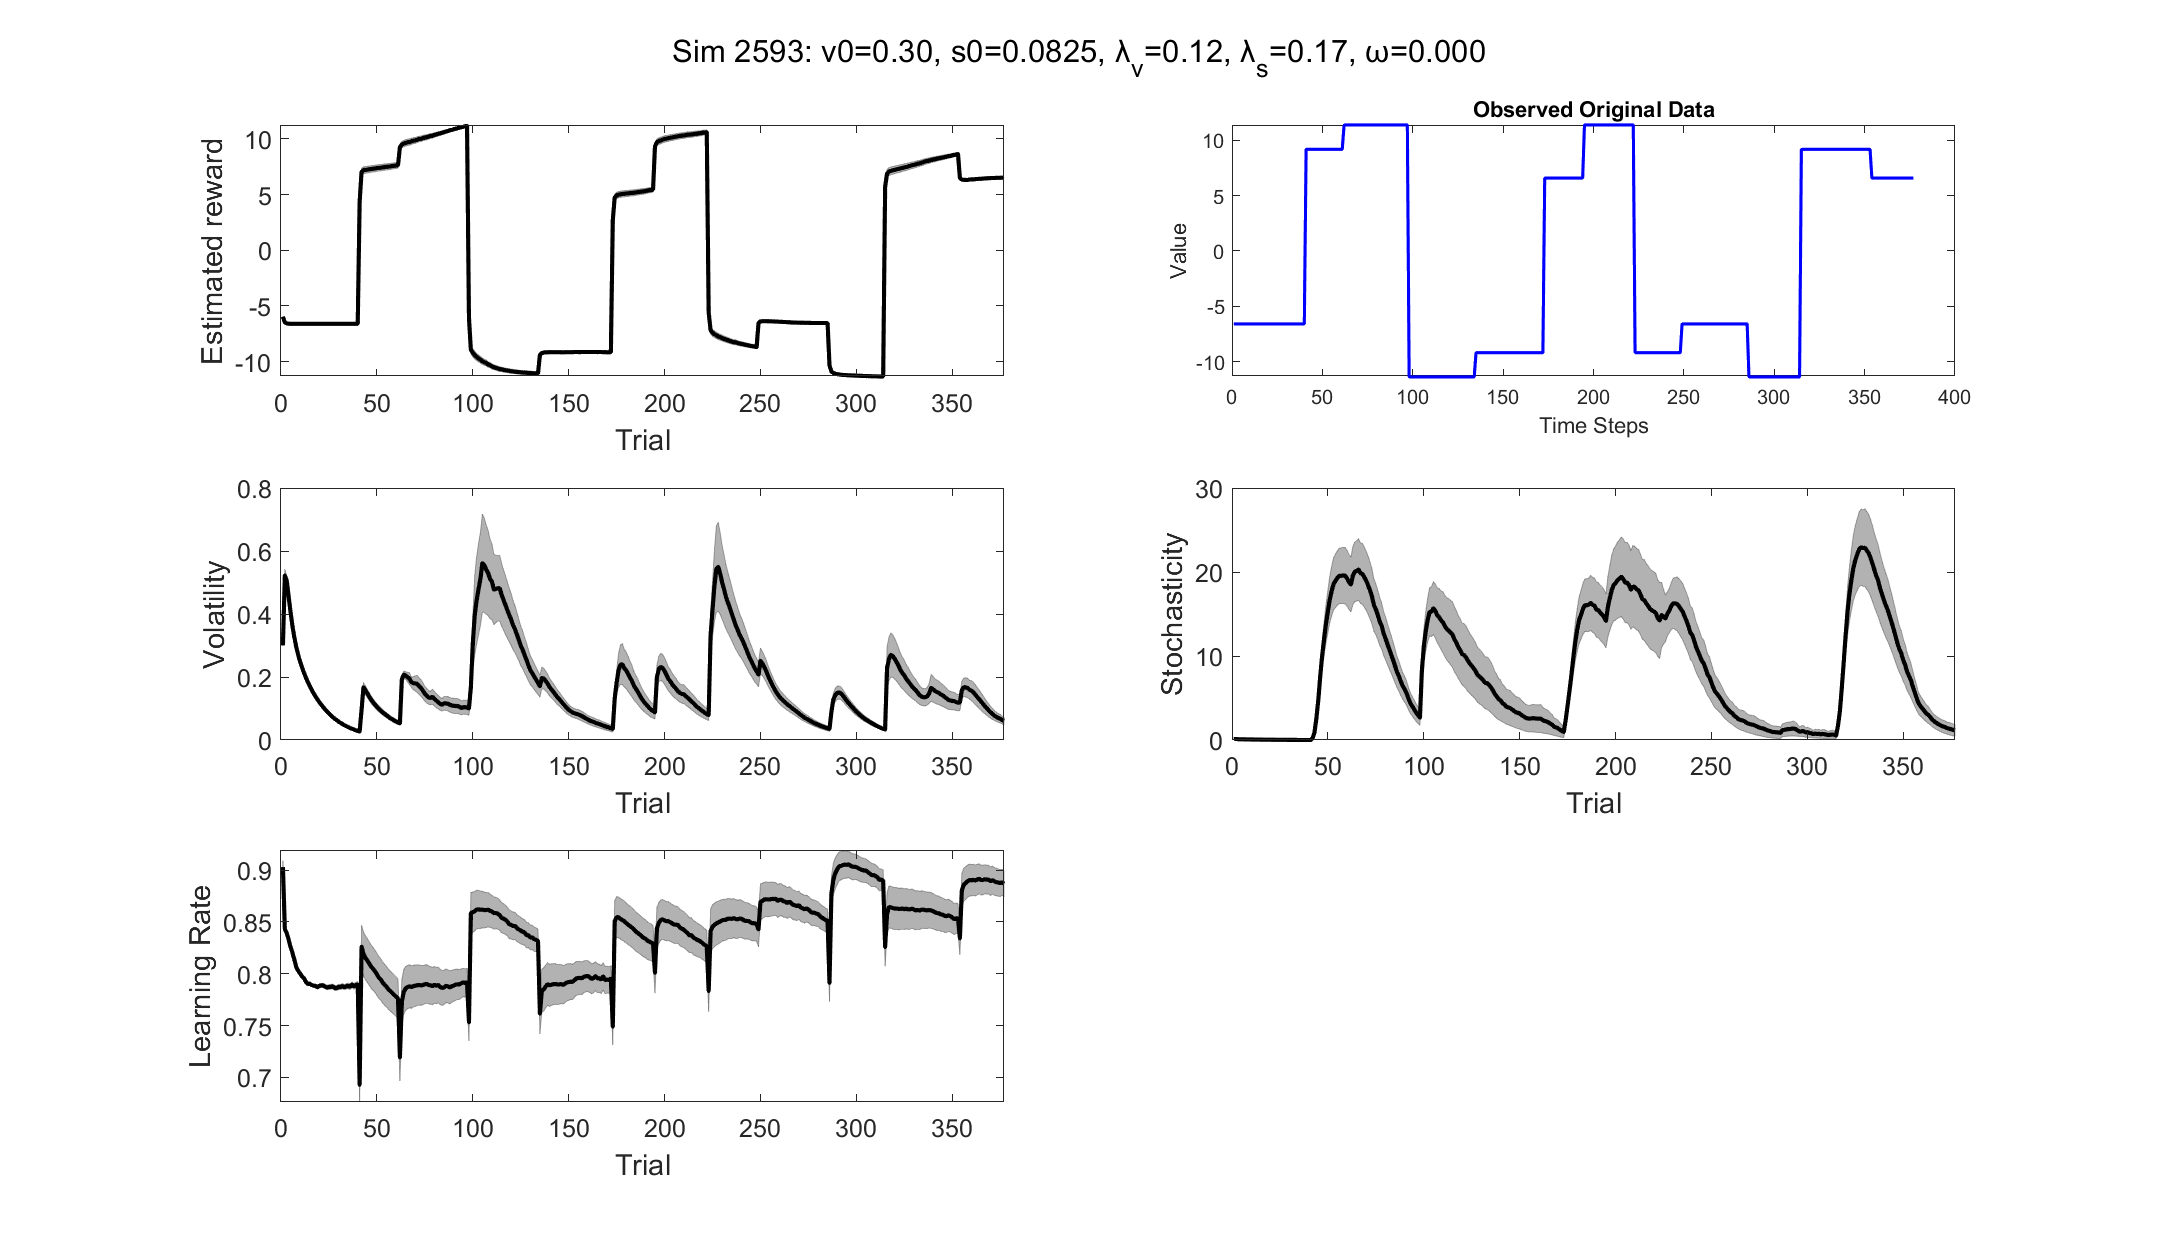 Sim 2593: v0=0.30, s0=0.0825, λ_v=0.12, λ_s=0.17, ω=0.000
Estimated reward
10
5
0
-5
-10
0 50 100 150 200 250 300 350
Trial
Observed Original Data
Value
10
5
0
-5
-10
0 50 100 150 200 250 300 350 400
Time Steps
Volatility
0.8
0.6
0.4
0.2
0
0 50 100 150 200 250 300 350
Trial
Stochasticity
30
20
10
0
0 50 100 150 200 250 300 350
Trial
Learning Rate
0.9
0.85
0.8
0.75
0.7
0 50 100 150 200 250 300 350
Trial